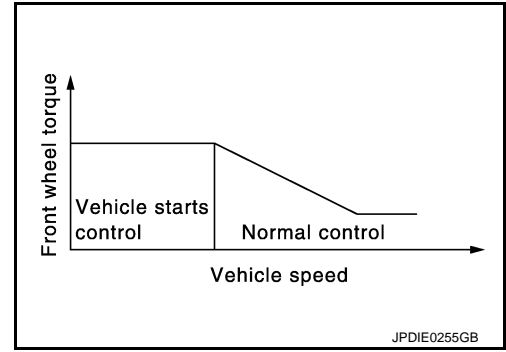 Front wheel torque
Vehicle starts
control
Normal control
Vehicle speed
JPDIE0255GB